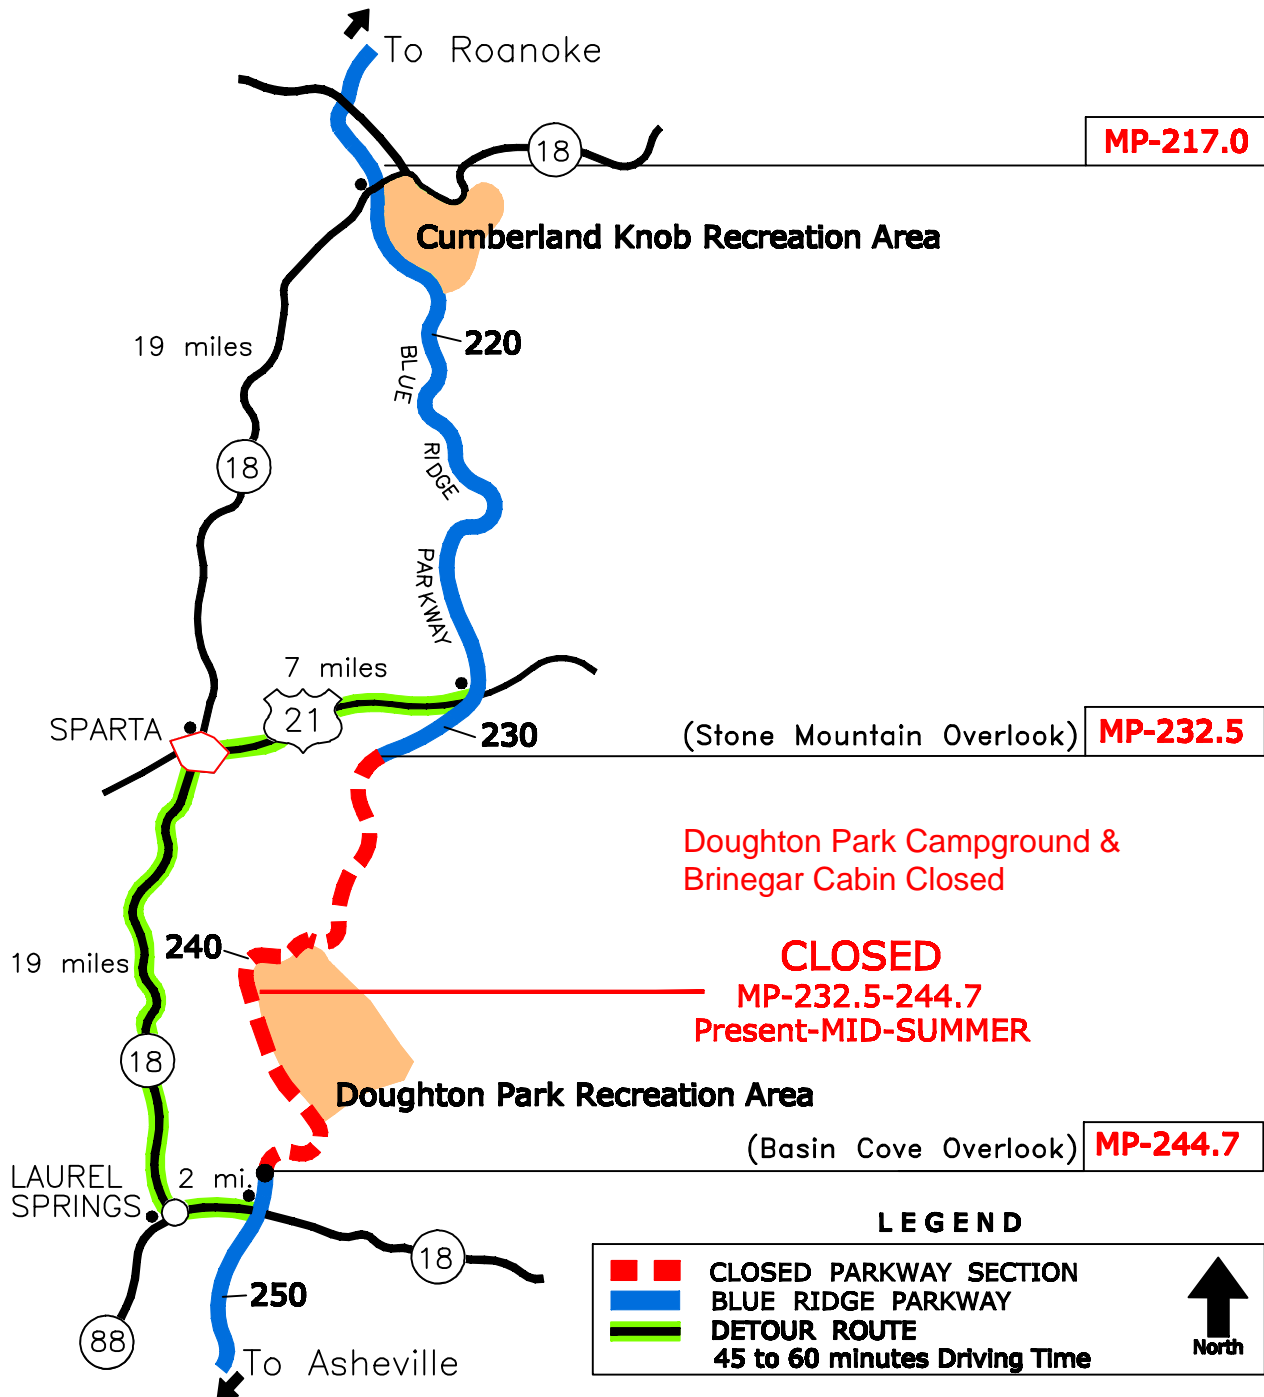 To Roanoke
18
MP-217.0
Cumberland Knob Recreation Area
19 miles
220
BLUE
RIDGE
PARKWAY
18
7 miles
21
SPARTA
230
(Stone Mountain Overlook)
MP-232.5
Doughton Park Campground &
Brinegar Cabin Closed
240
19 miles
CLOSED
MP-232.5-244.7
Present-MID-SUMMER
18
Doughton Park Recreation Area
(Basin Cove Overlook)
MP-244.7
LAUREL
SPRINGS
2 mi.
18
250
88
To Asheville
LEGEND
CLOSED PARKWAY SECTION
BLUE RIDGE PARKWAY
DETOUR ROUTE
45 to 60 minutes Driving Time
North